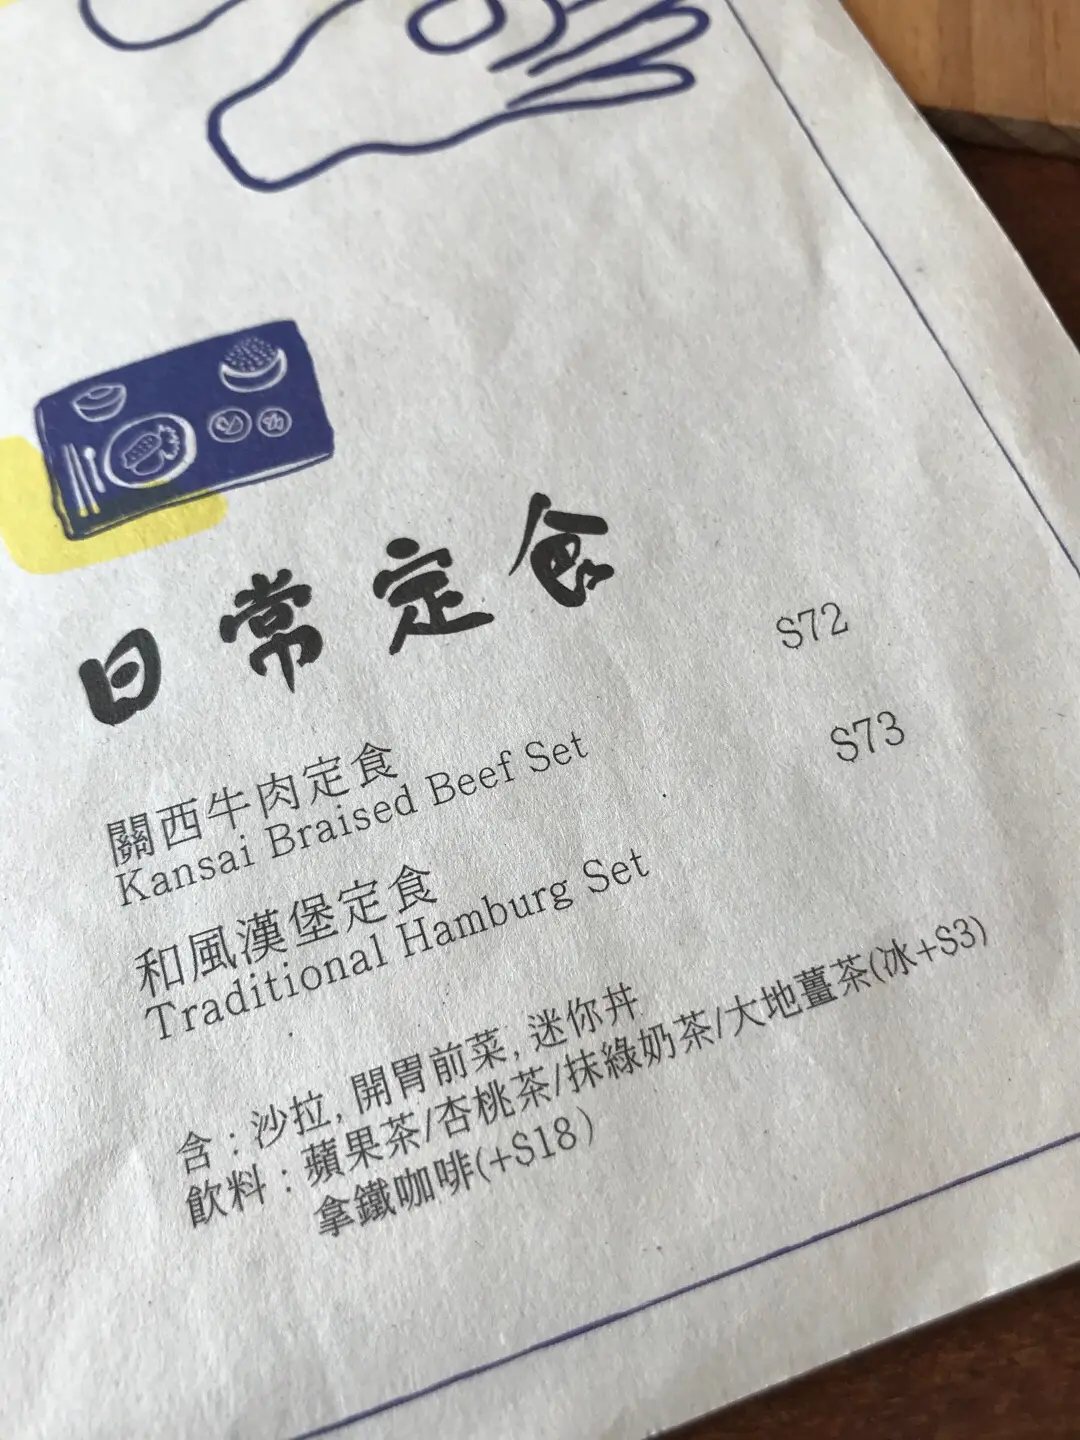 日常定食
關西牛肉定食 $72
Kansai Braised Beef Set
和風漢堡定食 $73
Traditional Hamburg Set
含：沙拉, 開胃前菜, 迷你丼
飲料：蘋果茶/杏桃茶/抹綠奶茶/大地薑茶(冰+$3)
拿鐵咖啡(+$18)